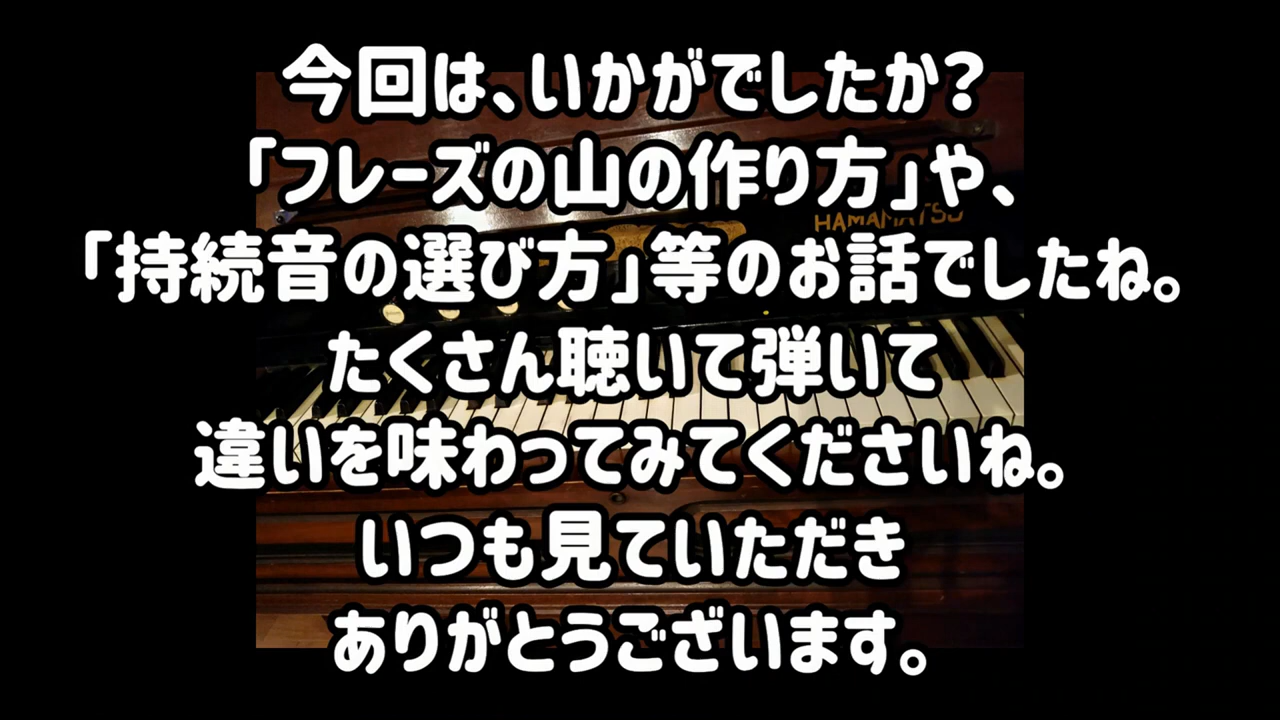 今回は、いかがでしたか？
「フレーズの山の作り方」や、
HAMAMATSU
「持続音の選び方」等のお話でしたね。
たくさん聴いて弾いて
違いを味わってみてくださいね。
いつも見ていただき
ありがとうございます。